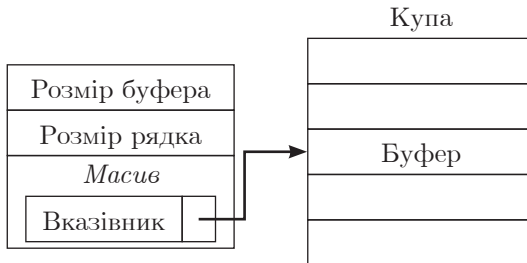 Купа
Розмір буфера
Розмір рядка
Масив
Вказівник
Буфер